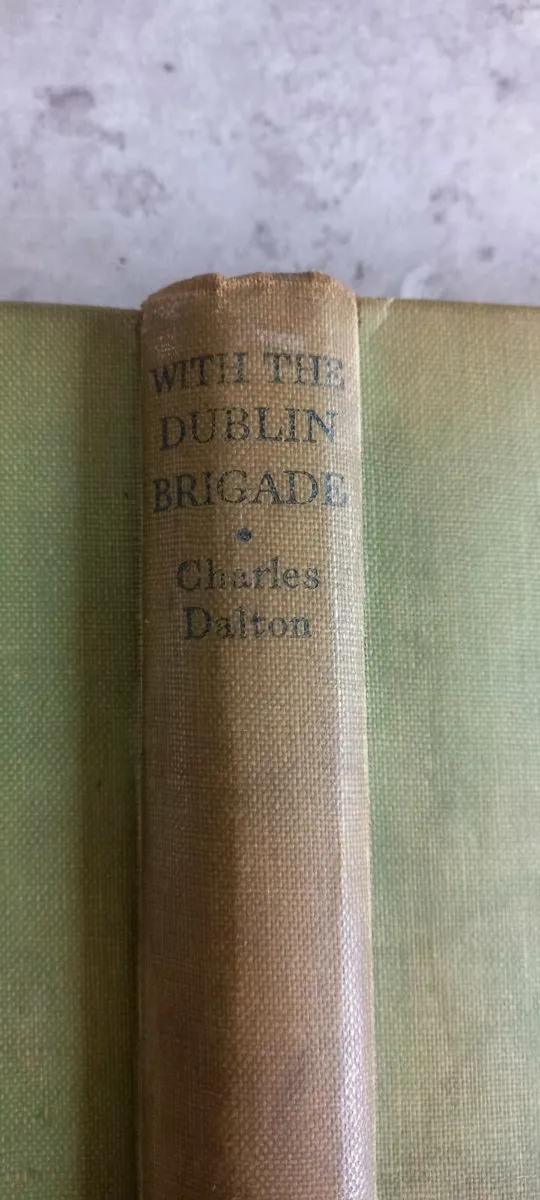 WITH THE
DUBLIN
BRIGADE
•
Charles
Dalton